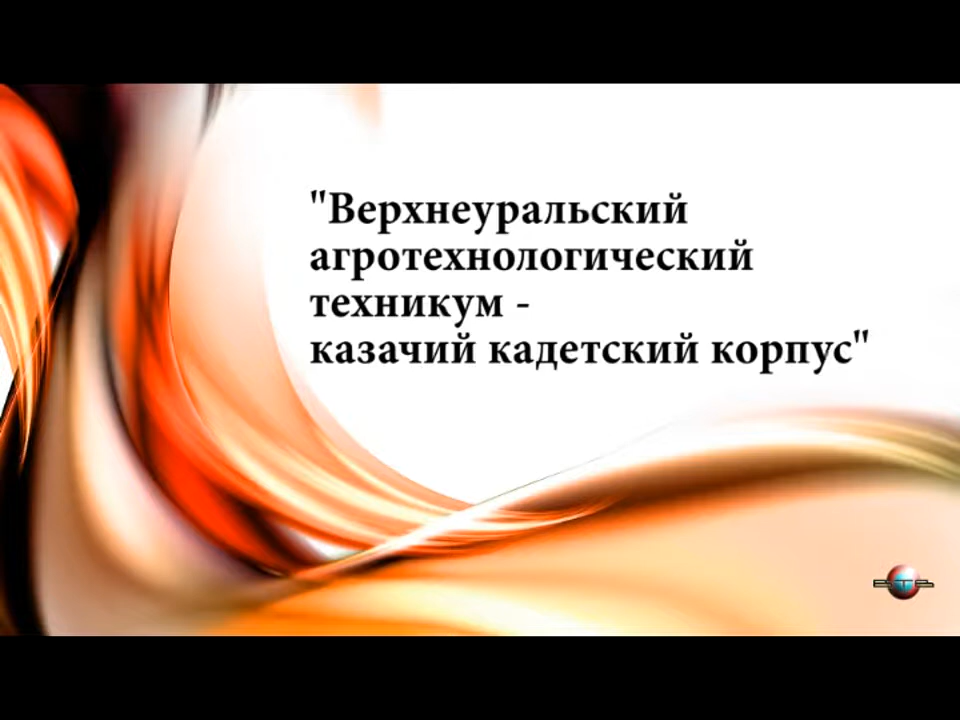 "Верхнеуральский
агротехнологический
техникум -
казачий кадетский корпус"